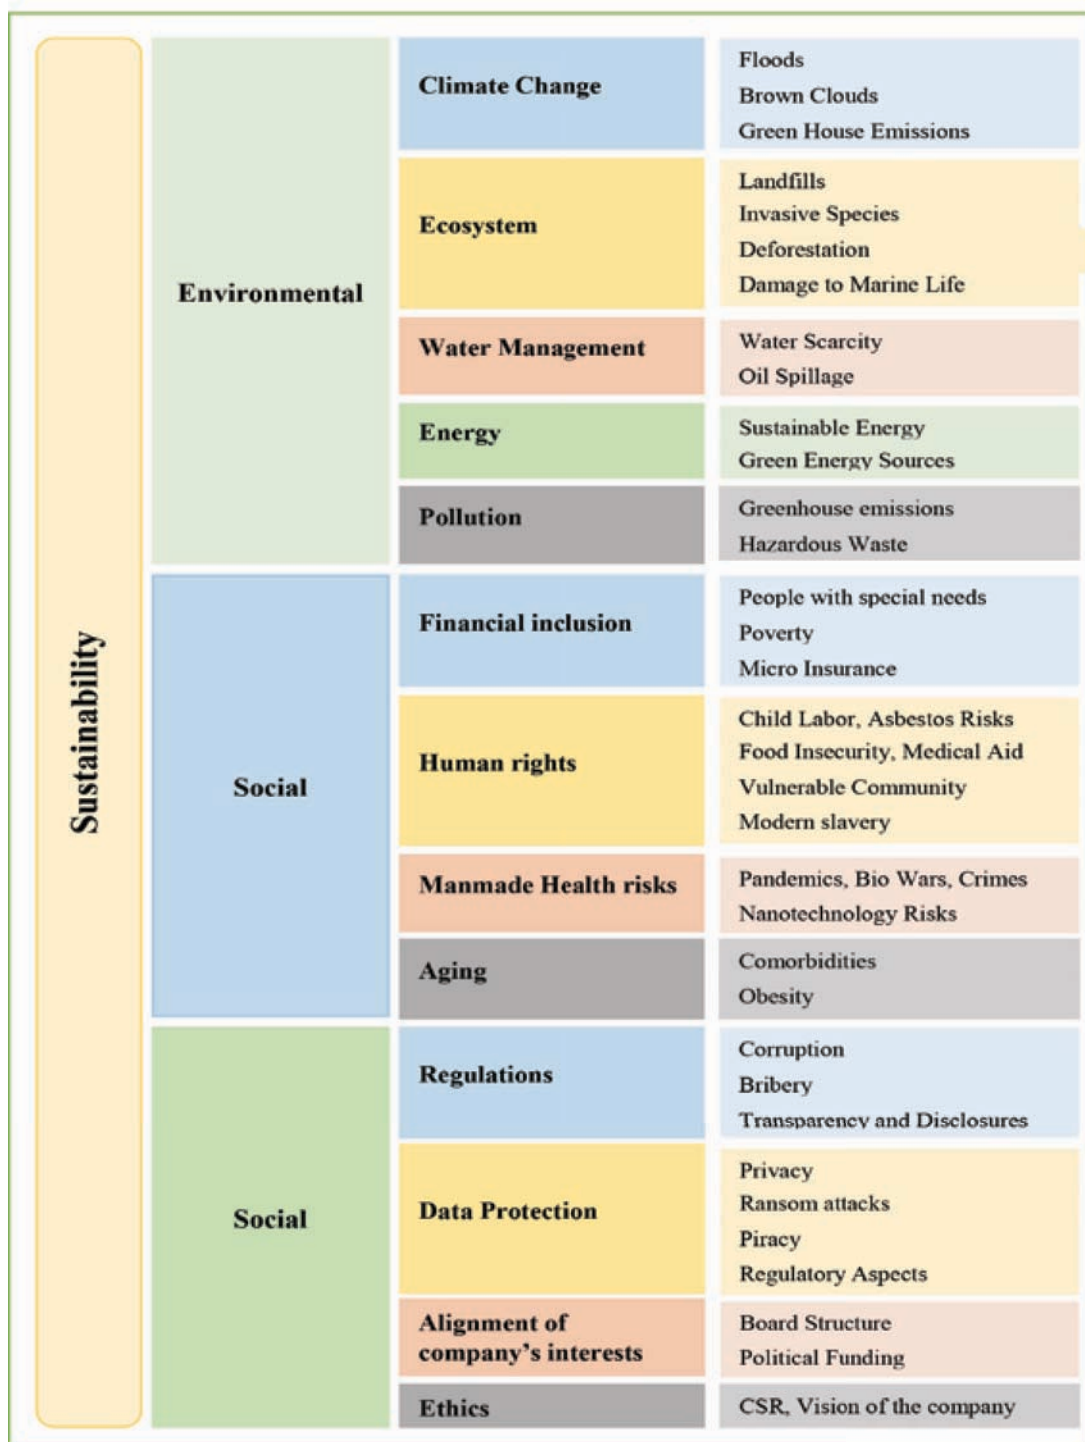 Sustainability
Environmental
Climate Change
Floods
Brown Clouds
Green House Emissions
Ecosystem
Landfills
Invasive Species
Deforestation
Damage to Marine Life
Water Management
Water Scarcity
Oil Spillage
Energy
Sustainable Energy
Green Energy Sources
Pollution
Greenhouse emissions
Hazardous Waste
Social
Financial inclusion
People with special needs
Poverty
Micro Insurance
Human rights
Child Labor, Asbestos Risks
Food Insecurity, Medical Aid
Vulnerable Community
Modern slavery
Manmade Health risks
Pandemics, Bio Wars, Crimes
Nanotechnology Risks
Aging
Comorbidities
Obesity
Social
Regulations
Corruption
Bribery
Transparency and Disclosures
Data Protection
Privacy
Ransom attacks
Piracy
Regulatory Aspects
Alignment of
company’s interests
Board Structure
Political Funding
Ethics
CSR, Vision of the company